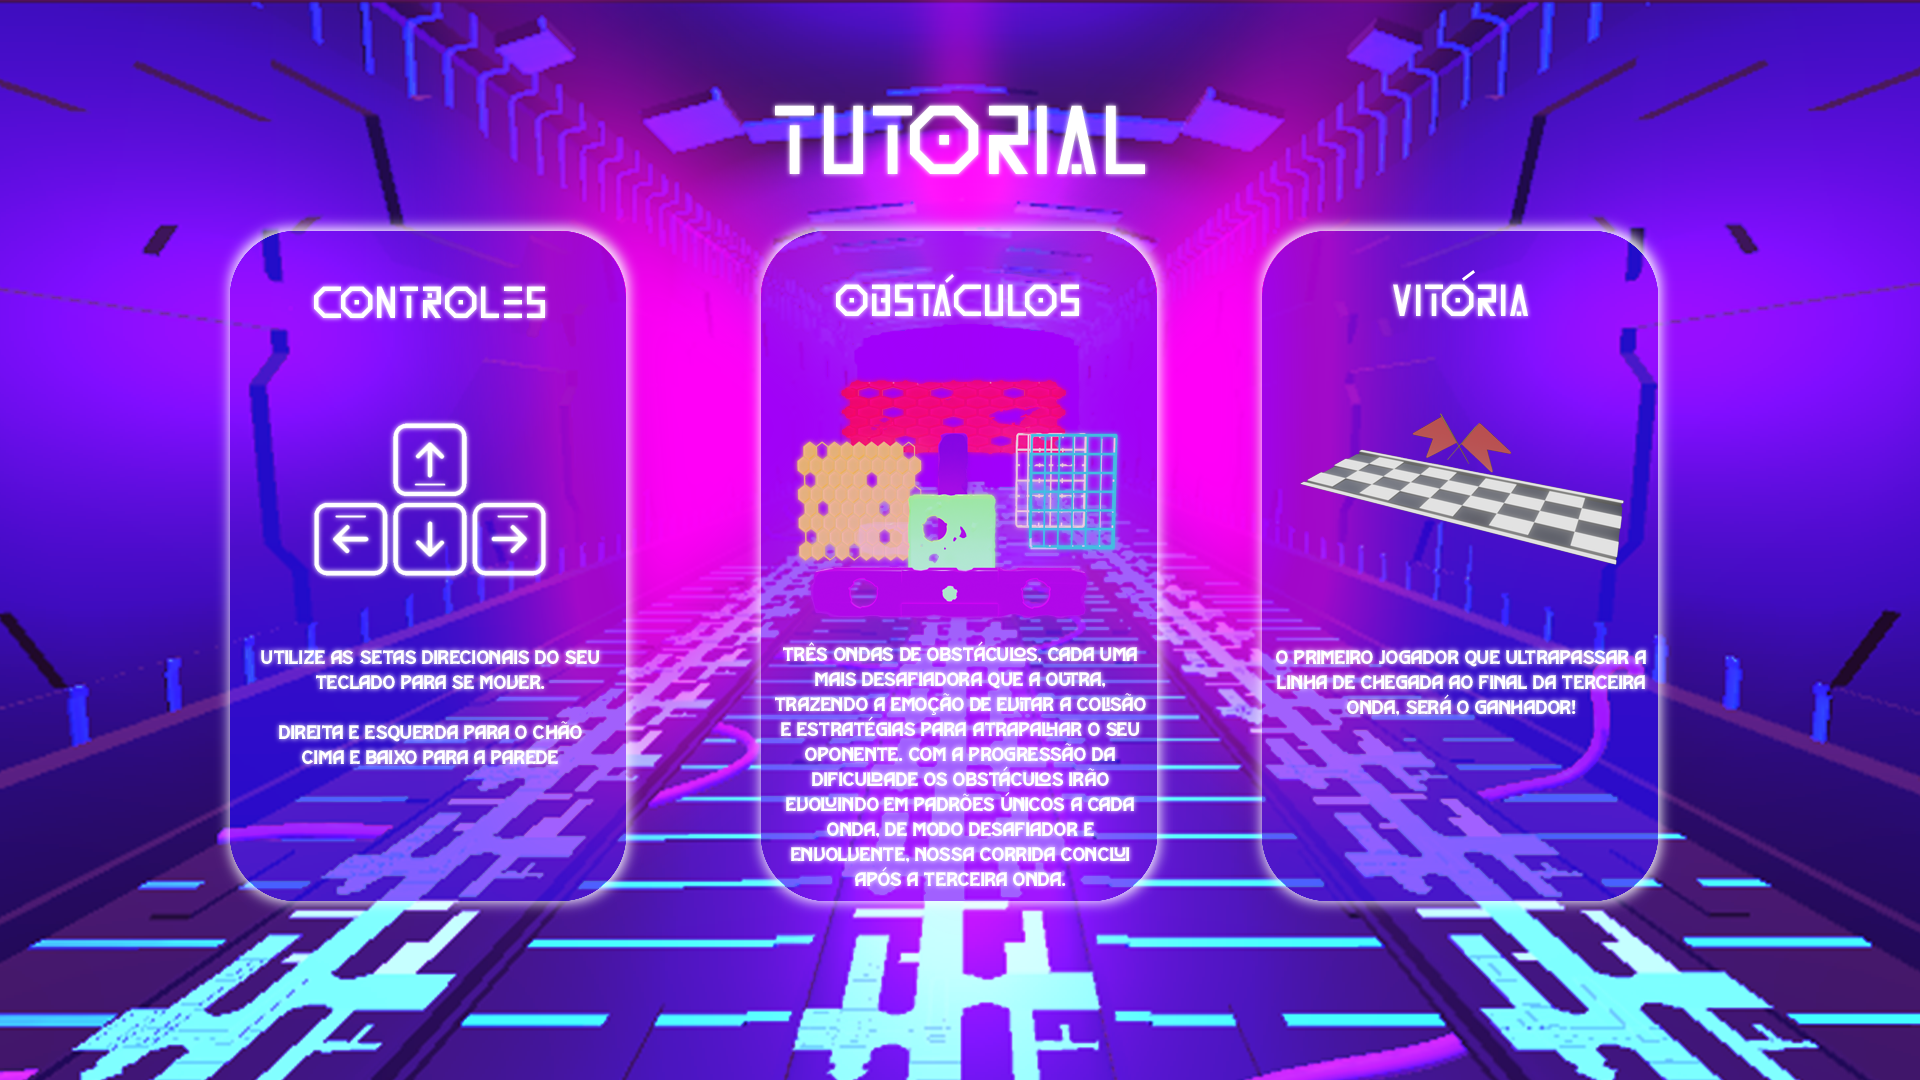 TUTORIAL
CONTROLES
UTILIZE AS SETAS DIRECIONAIS DO SEU
TECLADO PARA SE MOVER.
DIREITA E ESQUERDA PARA O CHÃO
CIMA E BAIXO PARA A PAREDE
OBSTÁCULOS
TRÊS ONDAS DE OBSTÁCULOS, CADA UMA
MAIS DESAFIADORA QUE A OUTRA,
TRAZENDO A EMOÇÃO DE EVITAR A COLISÃO
E ESTRATÉGIAS PARA ATRAPALHAR O SEU
OPONENTE. COM A PROGRESSÃO DA
DIFICULDADE OS OBSTÁCULOS IRÃO
EVOLUINDO EM PADRÕES ÚNICOS A CADA
ONDA, DE MODO DESAFIADOR E
ENVOLVENTE, NOSSA CORRIDA CONCLUI
APÓS A TERCEIRA ONDA.
VITÓRIA
O PRIMEIRO JOGADOR QUE ULTRAPASSAR A
LINHA DE CHEGADA AO FINAL DA TERCEIRA
ONDA, SERÁ O GANHADOR!